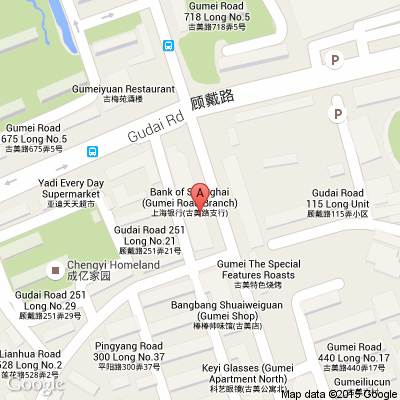 Gumei Road
718 Long No.5
古美路718弄5号
Gumeiyuan Restaurant
古梅苑酒楼
顾戴路
Gudai Rd
P
P
Gumei Road
675 Long No.5
古美路675弄5号
Yadi Every Day
Supermarket
亚迪天天超市
A
Bank of Shanghai
(Gumei Road Branch)
上海银行(古美路支行)
Gudai Road
115 Long Unit
顾戴路115弄小区
Gudai Road 251
Long No.21
顾戴路251弄21号
Chengyi Homeland
成亿家园
Gumei The Special
Features Roasts
古美特色烧烤
Gudai Road 251
Long No.29
顾戴路251弄29号
Bangbang Shuaiweiguan
(Gumei Shop)
棒棒帅味馆(古美店)
Pingyang Road
300 Long No.37
平阳路300弄37号
Lianhua Road
528 Long No.2
莲花路528弄2号
Gumei Road
440 Long No.17
古美路440弄17号
Keyi Glasses (Gumei
Apartment North)
科艺眼镜(古美公寓北)
Gumeiliucun
古美六村
Google
Map data ©2017 Google